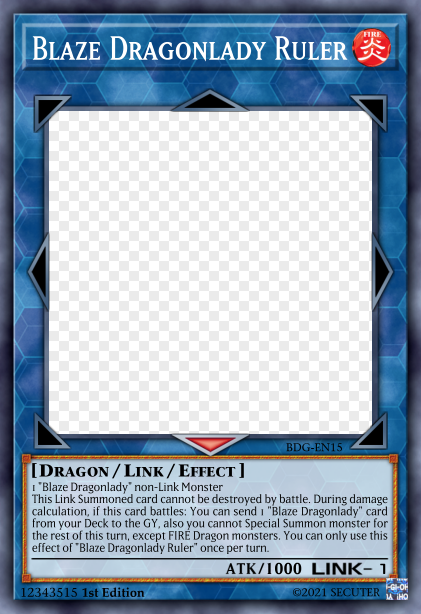 BLAZE DRAGONLADY RULER
FIRE
炎
BDG-EN15
[DRAGON/LINK/EFFECT]
1 "Blaze Dragonlady" non-Link Monster
This Link Summoned card cannot be destroyed by battle. During damage
calculation, if this card battles: You can send 1 "Blaze Dragonlady" card
from your Deck to the GY, also you cannot Special Summon monster for
the rest of this turn, except FIRE Dragon monsters. You can only use this
effect of "Blaze Dragonlady Ruler" once per turn.
ATK/1000 LINK- 1
12343515 1st Edition ©2021 SECUTER